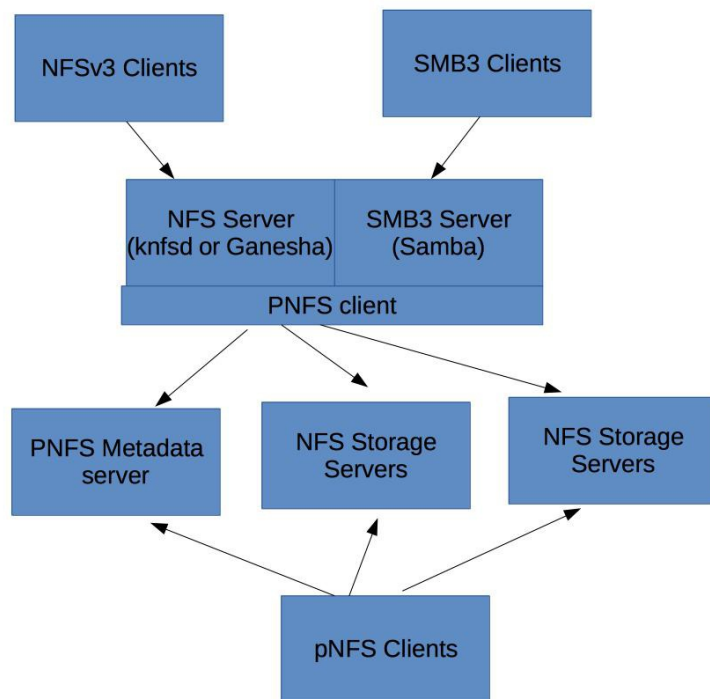 NFSv3 Clients
SMB3 Clients
NFS Server
(knfsd or Ganesha)
SMB3 Server
(Samba)
PNFS client
PNFS Metadata
server
NFS Storage
Servers
NFS Storage
Servers
pNFS Clients